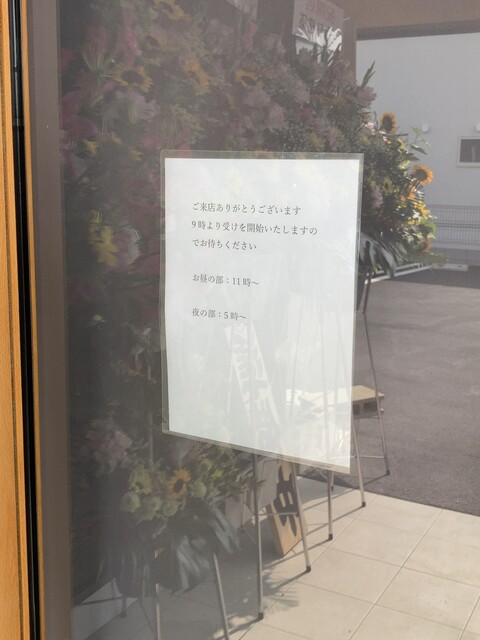 ご来店ありがとうございます
9時より受けを開始いたしますの
でお待ちください
お昼の部：11時～
夜の部：5時～